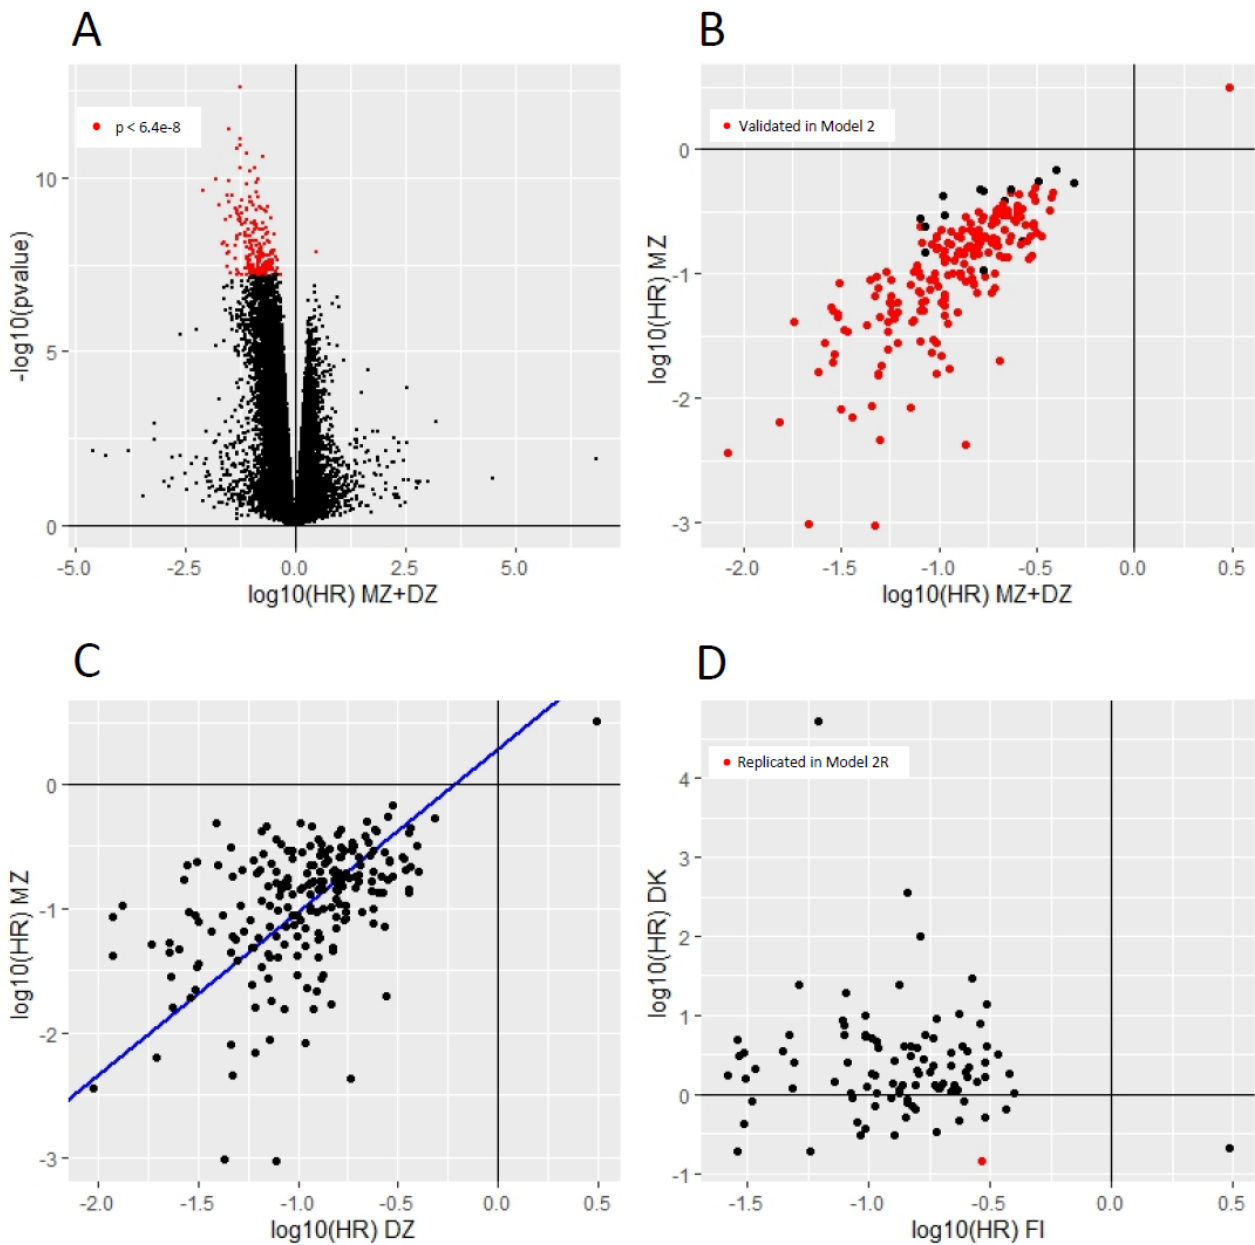 A
p < 6.4e-8
10
5
0
-5.0 -2.5 0.0 2.5 5.0
-log10(pvalue)
log10(HR) MZ+DZ
B
Validated in Model 2
0
-1
-2
-3
-2.0 -1.5 -1.0 -0.5 0.0 0.5
log10(HR) MZ
log10(HR) MZ+DZ
C
0
-1
-2
-3
-2.0 -1.5 -1.0 -0.5 0.0 0.5
log10(HR) MZ
log10(HR) DZ
D
Replicated in Model 2R
4
3
2
1
0
-1
-1.5 -1.0 -0.5 0.0 0.5
log10(HR) DK
log10(HR) FI